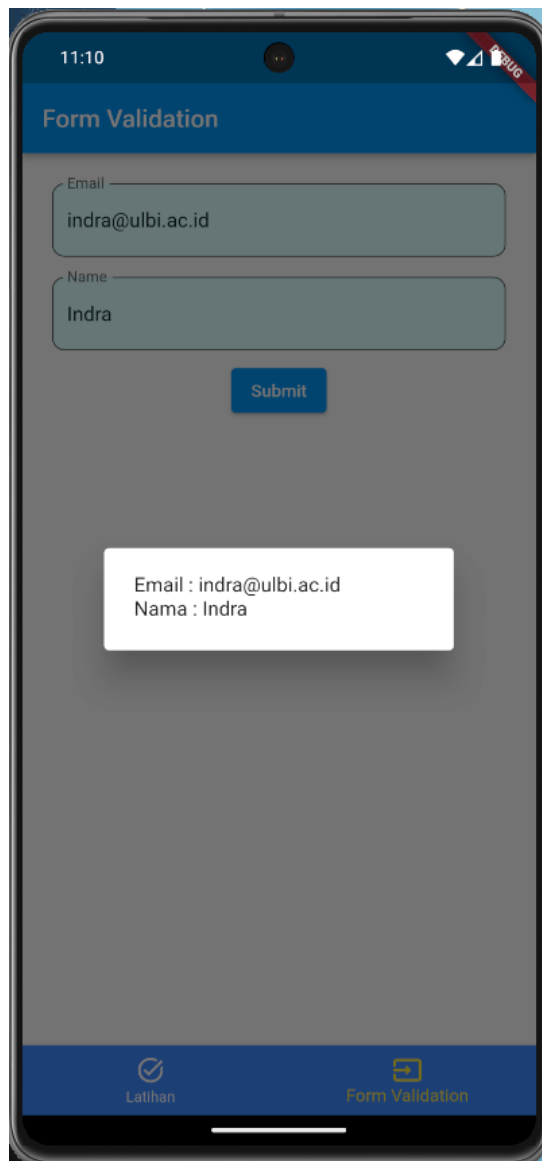 11:10
DEBUG
Form Validation
Email
indra@ulbi.ac.id
Name
Indra
Submit
Email : indra@ulbi.ac.id
Nama : Indra
Latihan
Form Validation